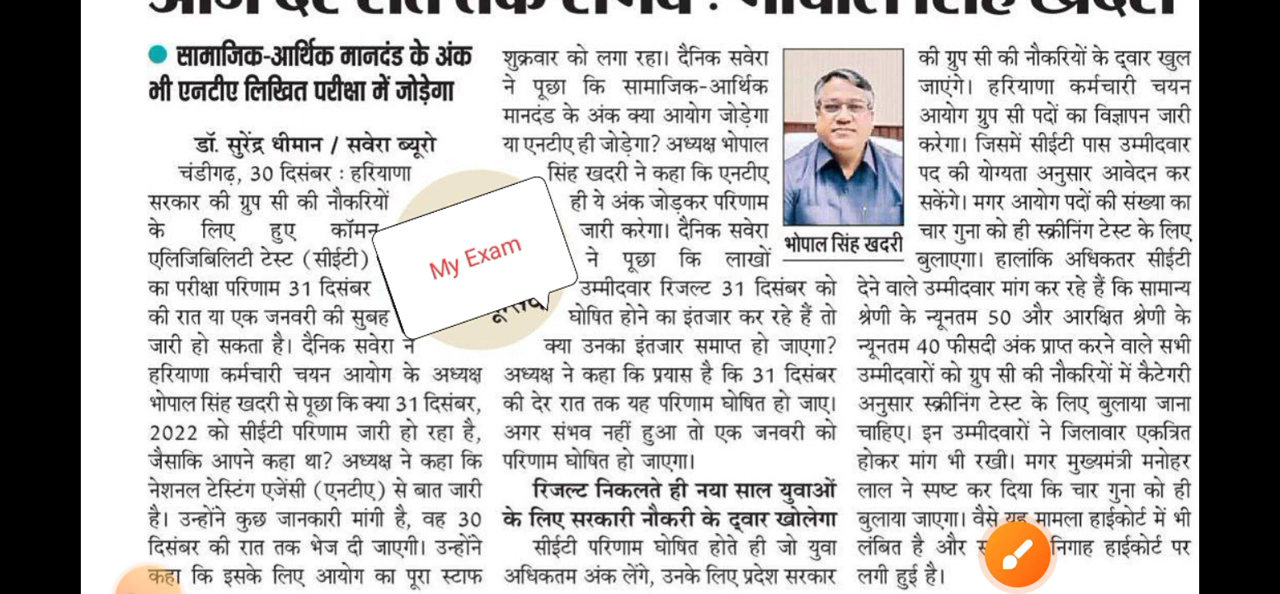 सामाजिक-आर्थिक मानदंड के अंक
भी एनटीए लिखित परीक्षा में जोड़ेगा
डॉ. सुरेंद्र धीमान / सवेरा ब्यूरो
चंडीगढ़, 30 दिसंबर : हरियाणा
सरकार की ग्रुप सी की नौकरियों
के लिए हुए कॉमन
एलिजिबिलिटी टेस्ट (सीईटी)
का परीक्षा परिणाम 31 दिसंबर
की रात या एक जनवरी की सुबह
जारी हो सकता है। दैनिक सवेरा ने
हरियाणा कर्मचारी चयन आयोग के अध्यक्ष
भोपाल सिंह खदरी से पूछा कि क्या 31 दिसंबर,
2022 को सीईटी परिणाम जारी हो रहा है,
जैसाकि आपने कहा था? अध्यक्ष ने कहा कि
नेशनल टेस्टिंग एजेंसी (एनटीए) से बात जारी
है। उन्होंने कुछ जानकारी मांगी है, वह 30
दिसंबर की रात तक भेज दी जाएगी। उन्होंने
कहा कि इसके लिए आयोग का पूरा स्टाफ
My Exam
शुक्रवार को लगा रहा। दैनिक सवेरा
ने पूछा कि सामाजिक-आर्थिक
मानदंड के अंक क्या आयोग जोड़ेगा
या एनटीए ही जोड़ेगा? अध्यक्ष भोपाल
सिंह खदरी ने कहा कि एनटीए
ही ये अंक जोड़कर परिणाम
जारी करेगा। दैनिक सवेरा
ने पूछा कि लाखों
उम्मीदवार रिजल्ट 31 दिसंबर को
घोषित होने का इंतजार कर रहे हैं तो
क्या उनका इंतजार समाप्त हो जाएगा?
अध्यक्ष ने कहा कि प्रयास है कि 31 दिसंबर
की देर रात तक यह परिणाम घोषित हो जाए।
अगर संभव नहीं हुआ तो एक जनवरी को
परिणाम घोषित हो जाएगा।
रिजल्ट निकलते ही नया साल युवाओं
के लिए सरकारी नौकरी के द्वार खोलेगा
सीईटी परिणाम घोषित होते ही जो युवा
अधिकतम अंक लेंगे, उनके लिए प्रदेश सरकार
भोपाल सिंह खदरी
की ग्रुप सी की नौकरियों के द्वार खुल
जाएंगे। हरियाणा कर्मचारी चयन
आयोग ग्रुप सी पदों का विज्ञापन जारी
करेगा। जिसमें सीईटी पास उम्मीदवार
पद की योग्यता अनुसार आवेदन कर
सकेंगे। मगर आयोग पदों की संख्या का
चार गुना को ही स्क्रीनिंग टेस्ट के लिए
बुलाएगा। हालांकि अधिकतर सीईटी
देने वाले उम्मीदवार मांग कर रहे हैं कि सामान्य
श्रेणी के न्यूनतम 50 और आरक्षित श्रेणी के
न्यूनतम 40 फीसदी अंक प्राप्त करने वाले सभी
उम्मीदवारों को ग्रुप सी की नौकरियों में कैटेगरी
अनुसार स्क्रीनिंग टेस्ट के लिए बुलाया जाना
चाहिए। इन उम्मीदवारों ने जिलावार एकत्रित
होकर मांग भी रखी। मगर मुख्यमंत्री मनोहर
लाल ने स्पष्ट कर दिया कि चार गुना को ही
बुलाया जाएगा। वैसे यह मामला हाईकोर्ट में भी
लंबित है और निगाह हाईकोर्ट पर
लगी हुई है।